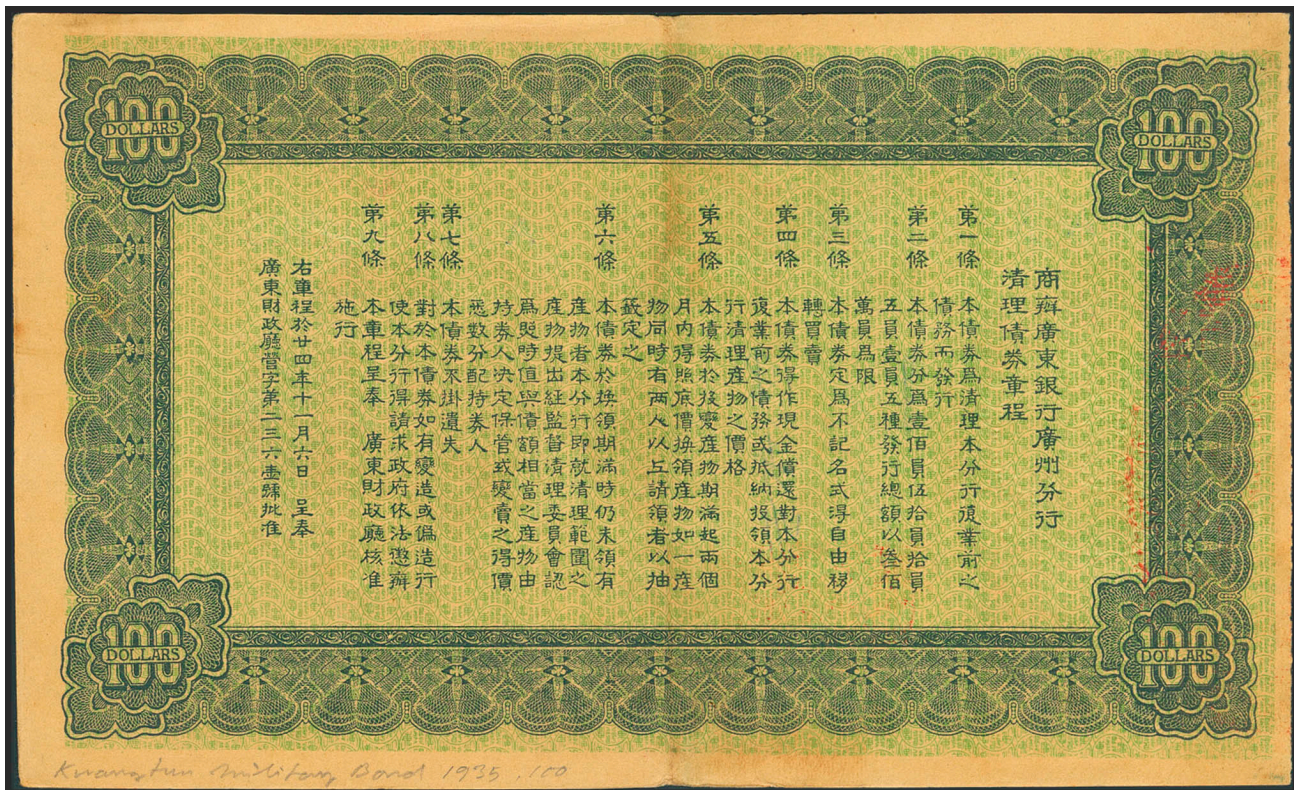 100
DOLLARS
100
DOLLARS
商辦廣東銀行廣州分行
清理債券章程
第一條 本債券爲清理本分行復業前之
債務而發行
第二條 本債券分爲壹佰員伍拾員拾員
五員壹員五種發行總額以叁佰
萬員爲限
第三條 本債券定爲不記名式得自由移
轉買賣
第四條 本債券得作現金償還對本分行
復業前之債務或抵納投領本分
行清理產物之價格
第五條 本債券於後變產物期滿起兩個
月內得照底價換領產物如一產
物同時有兩人以上請領者以抽
籤定之
第六條 本債券於換領期滿時仍未領有
產物者本分行即就清理範圍之
產物提出証監督清理委員會認
爲照時值與債額相當之產物由
持券人決定保管或變賣之得價
悉數分配持券人
第七條 本債券不掛遺失
第八條 對於本債券如有變造或僞造行
使本分行得請求政府依法懲辦
第九條 本章程呈奉 廣東財政廳核准
施行
右章程於廿四年十一月六日 呈奉
廣東財政廳營字第二三六壹號批准
100
DOLLARS
100
DOLLARS
Kwangtun Military Bond 1935 .100